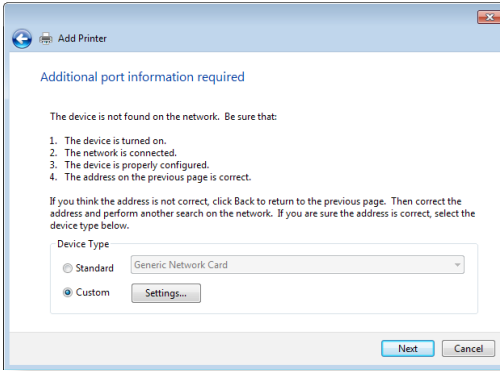 Add Printer
Additional port information required
The device is not found on the network. Be sure that:
1. The device is turned on.
2. The network is connected.
3. The device is properly configured.
4. The address on the previous page is correct.
If you think the address is not correct, click Back to return to the previous page. Then correct the
address and perform another search on the network. If you are sure the address is correct, select the
device type below.
Device Type
Standard Generic Network Card
Custom Settings...
Next Cancel